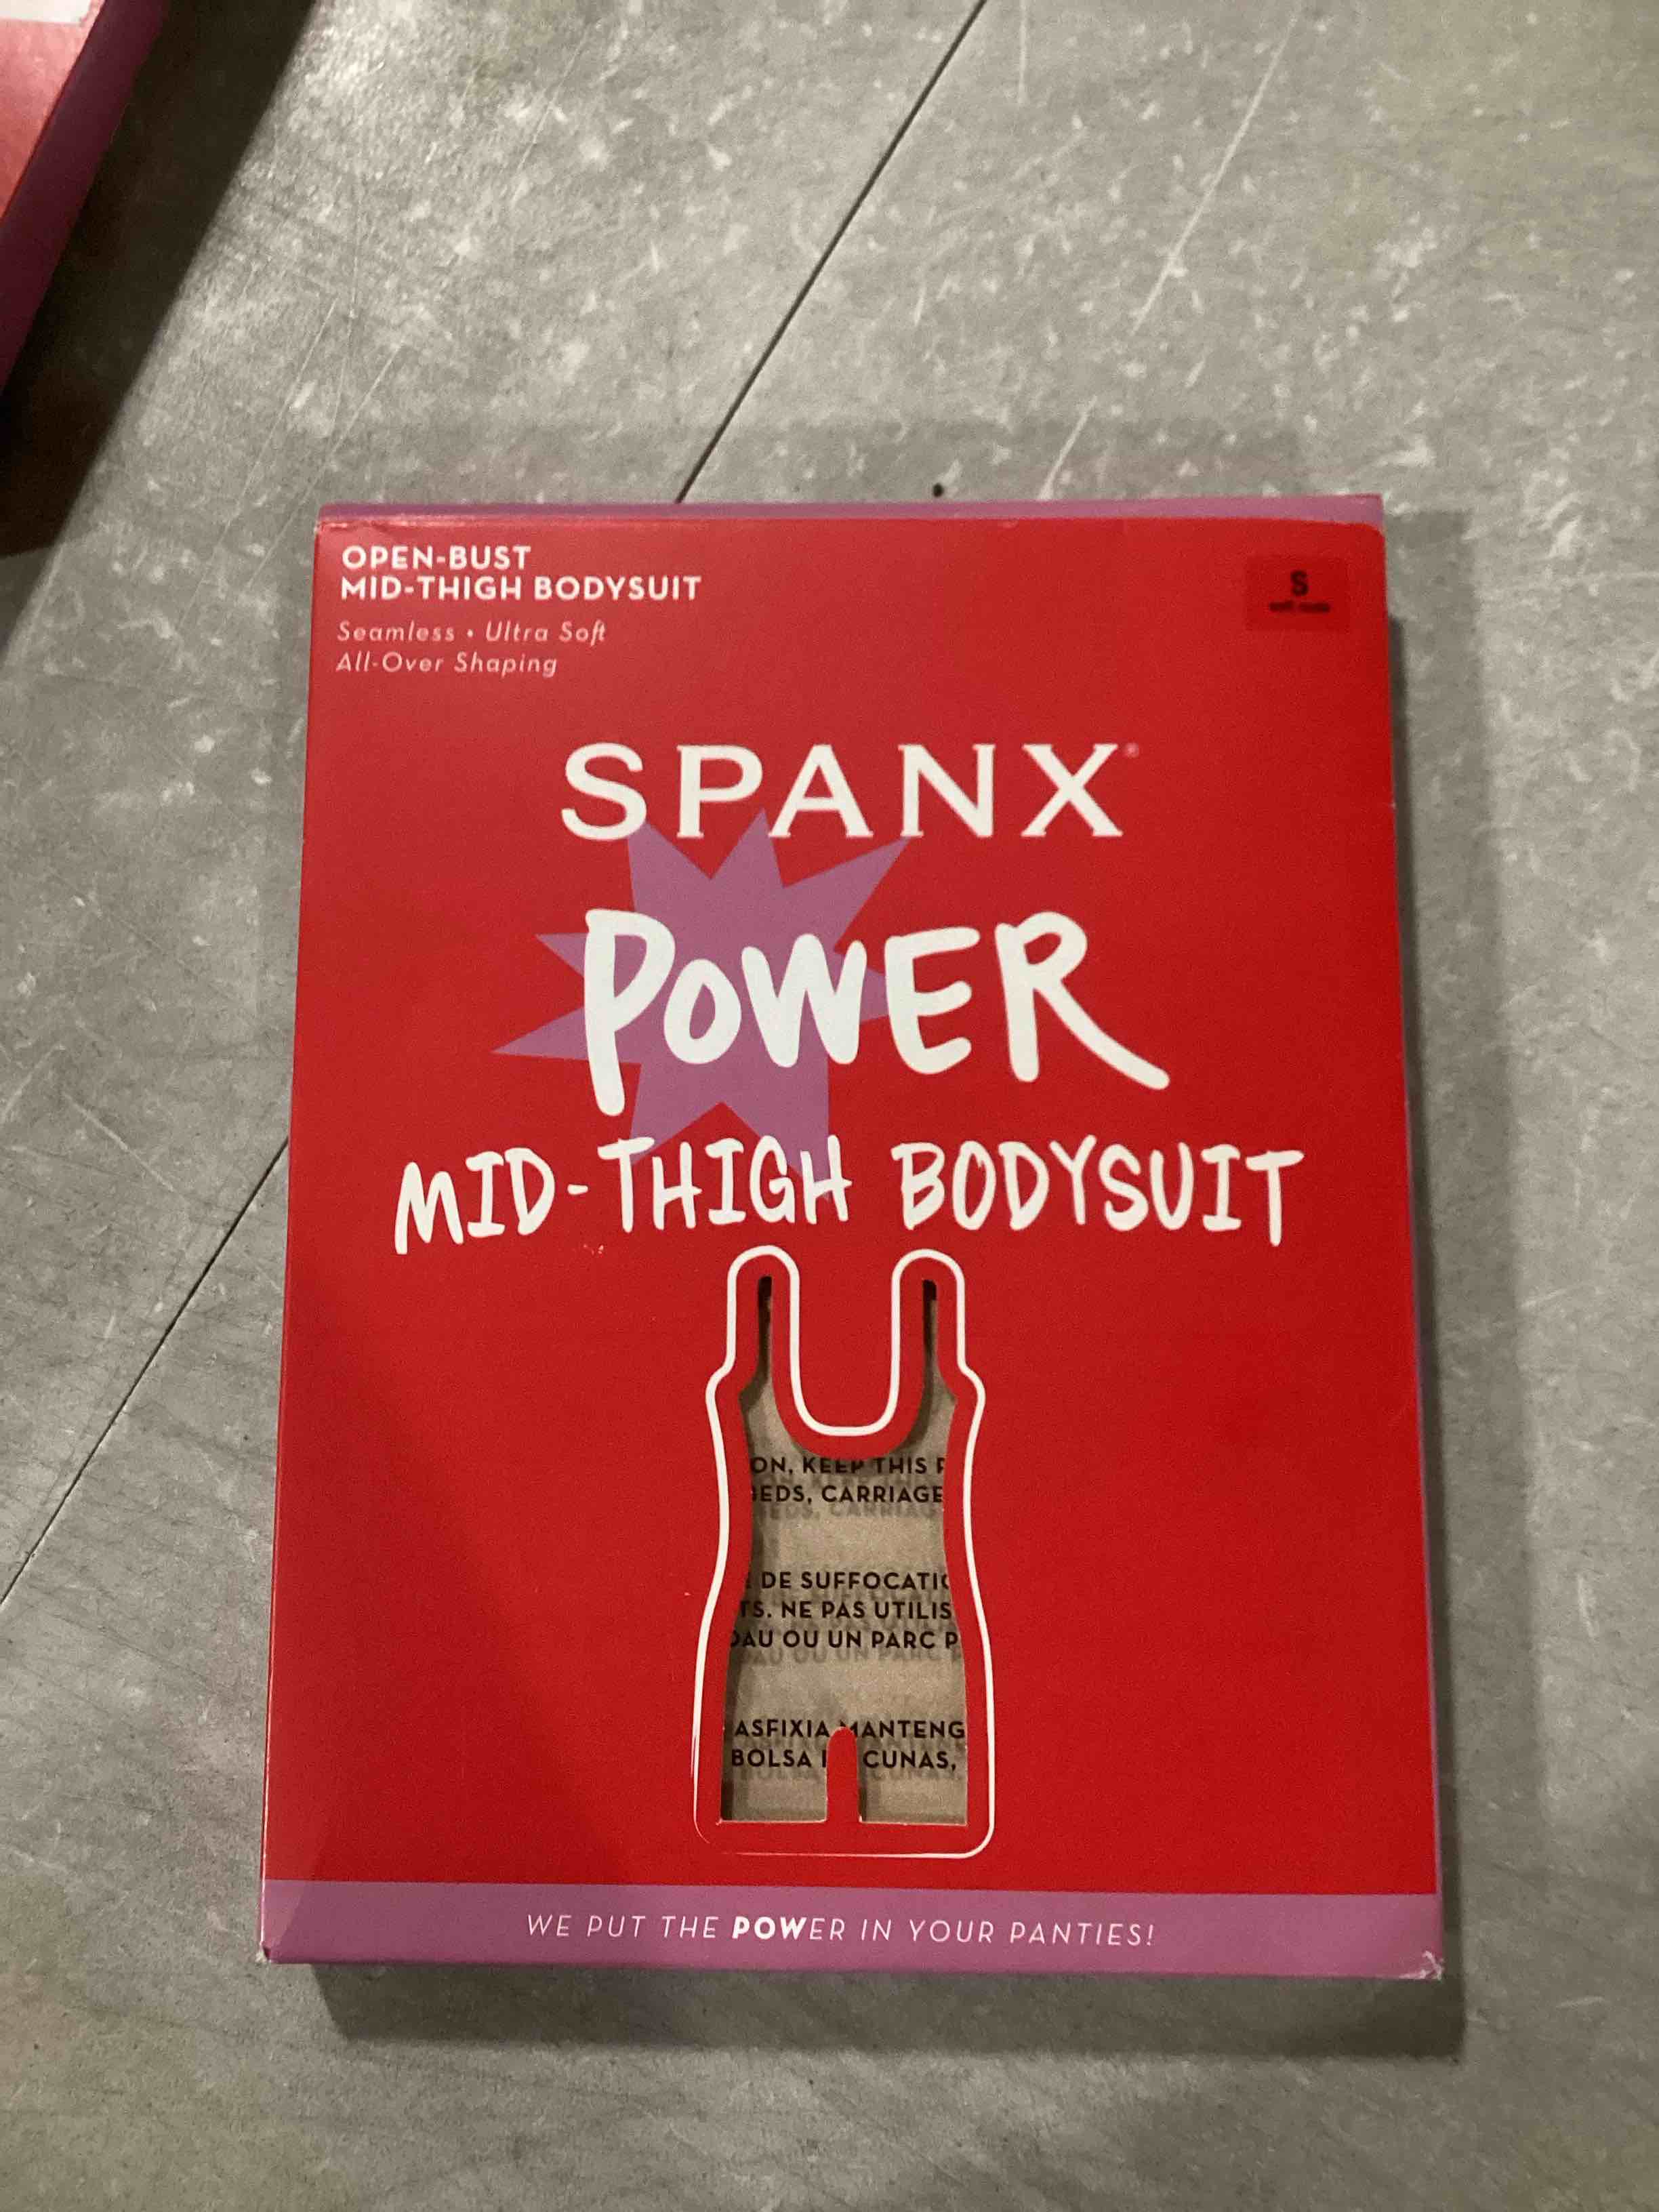 OPEN-BUST
MID-THIGH BODYSUIT
Seamless • Ultra Soft
All-Over Shaping
S
SPANX®
POWER
MID-THIGH BODYSUIT
ON, KEEP THIS
EDS, CARRIAGE
DE SUFFOCATI
TS. NE PAS UTILIS
DAU OU UN PARC P
ASFIXIA MANTENG
BOLSA CUNAS,
WE PUT THE POWER IN YOUR PANTIES!